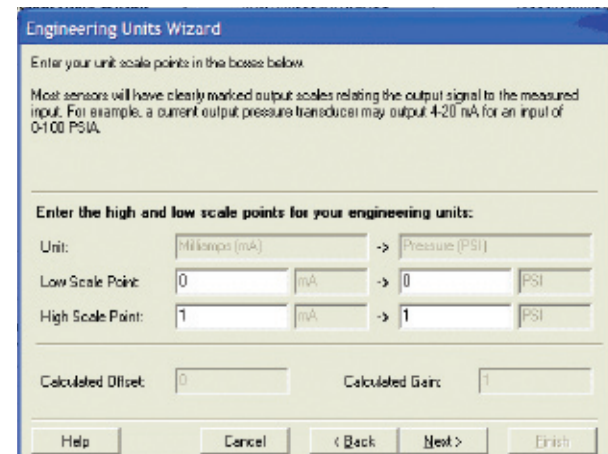 Engineering Units Wizard
Enter your unit scale points in the boxes below.
Most sensors will have clearly marked output scales relating the output signal to the measured
input. For example, a current output pressure transducer may output 4-20 mA for an input of
0-100 PSIA.
Enter the high and low scale points for your engineering units:
Unit: Milliamps (mA) -> Pressure (PSI)
Low Scale Point: 0 mA -> 0 PSI
High Scale Point: 1 mA -> 1 PSI
Calculated Offset: 0 Calculated Gain: 1
Help Cancel < Back Next > Finish